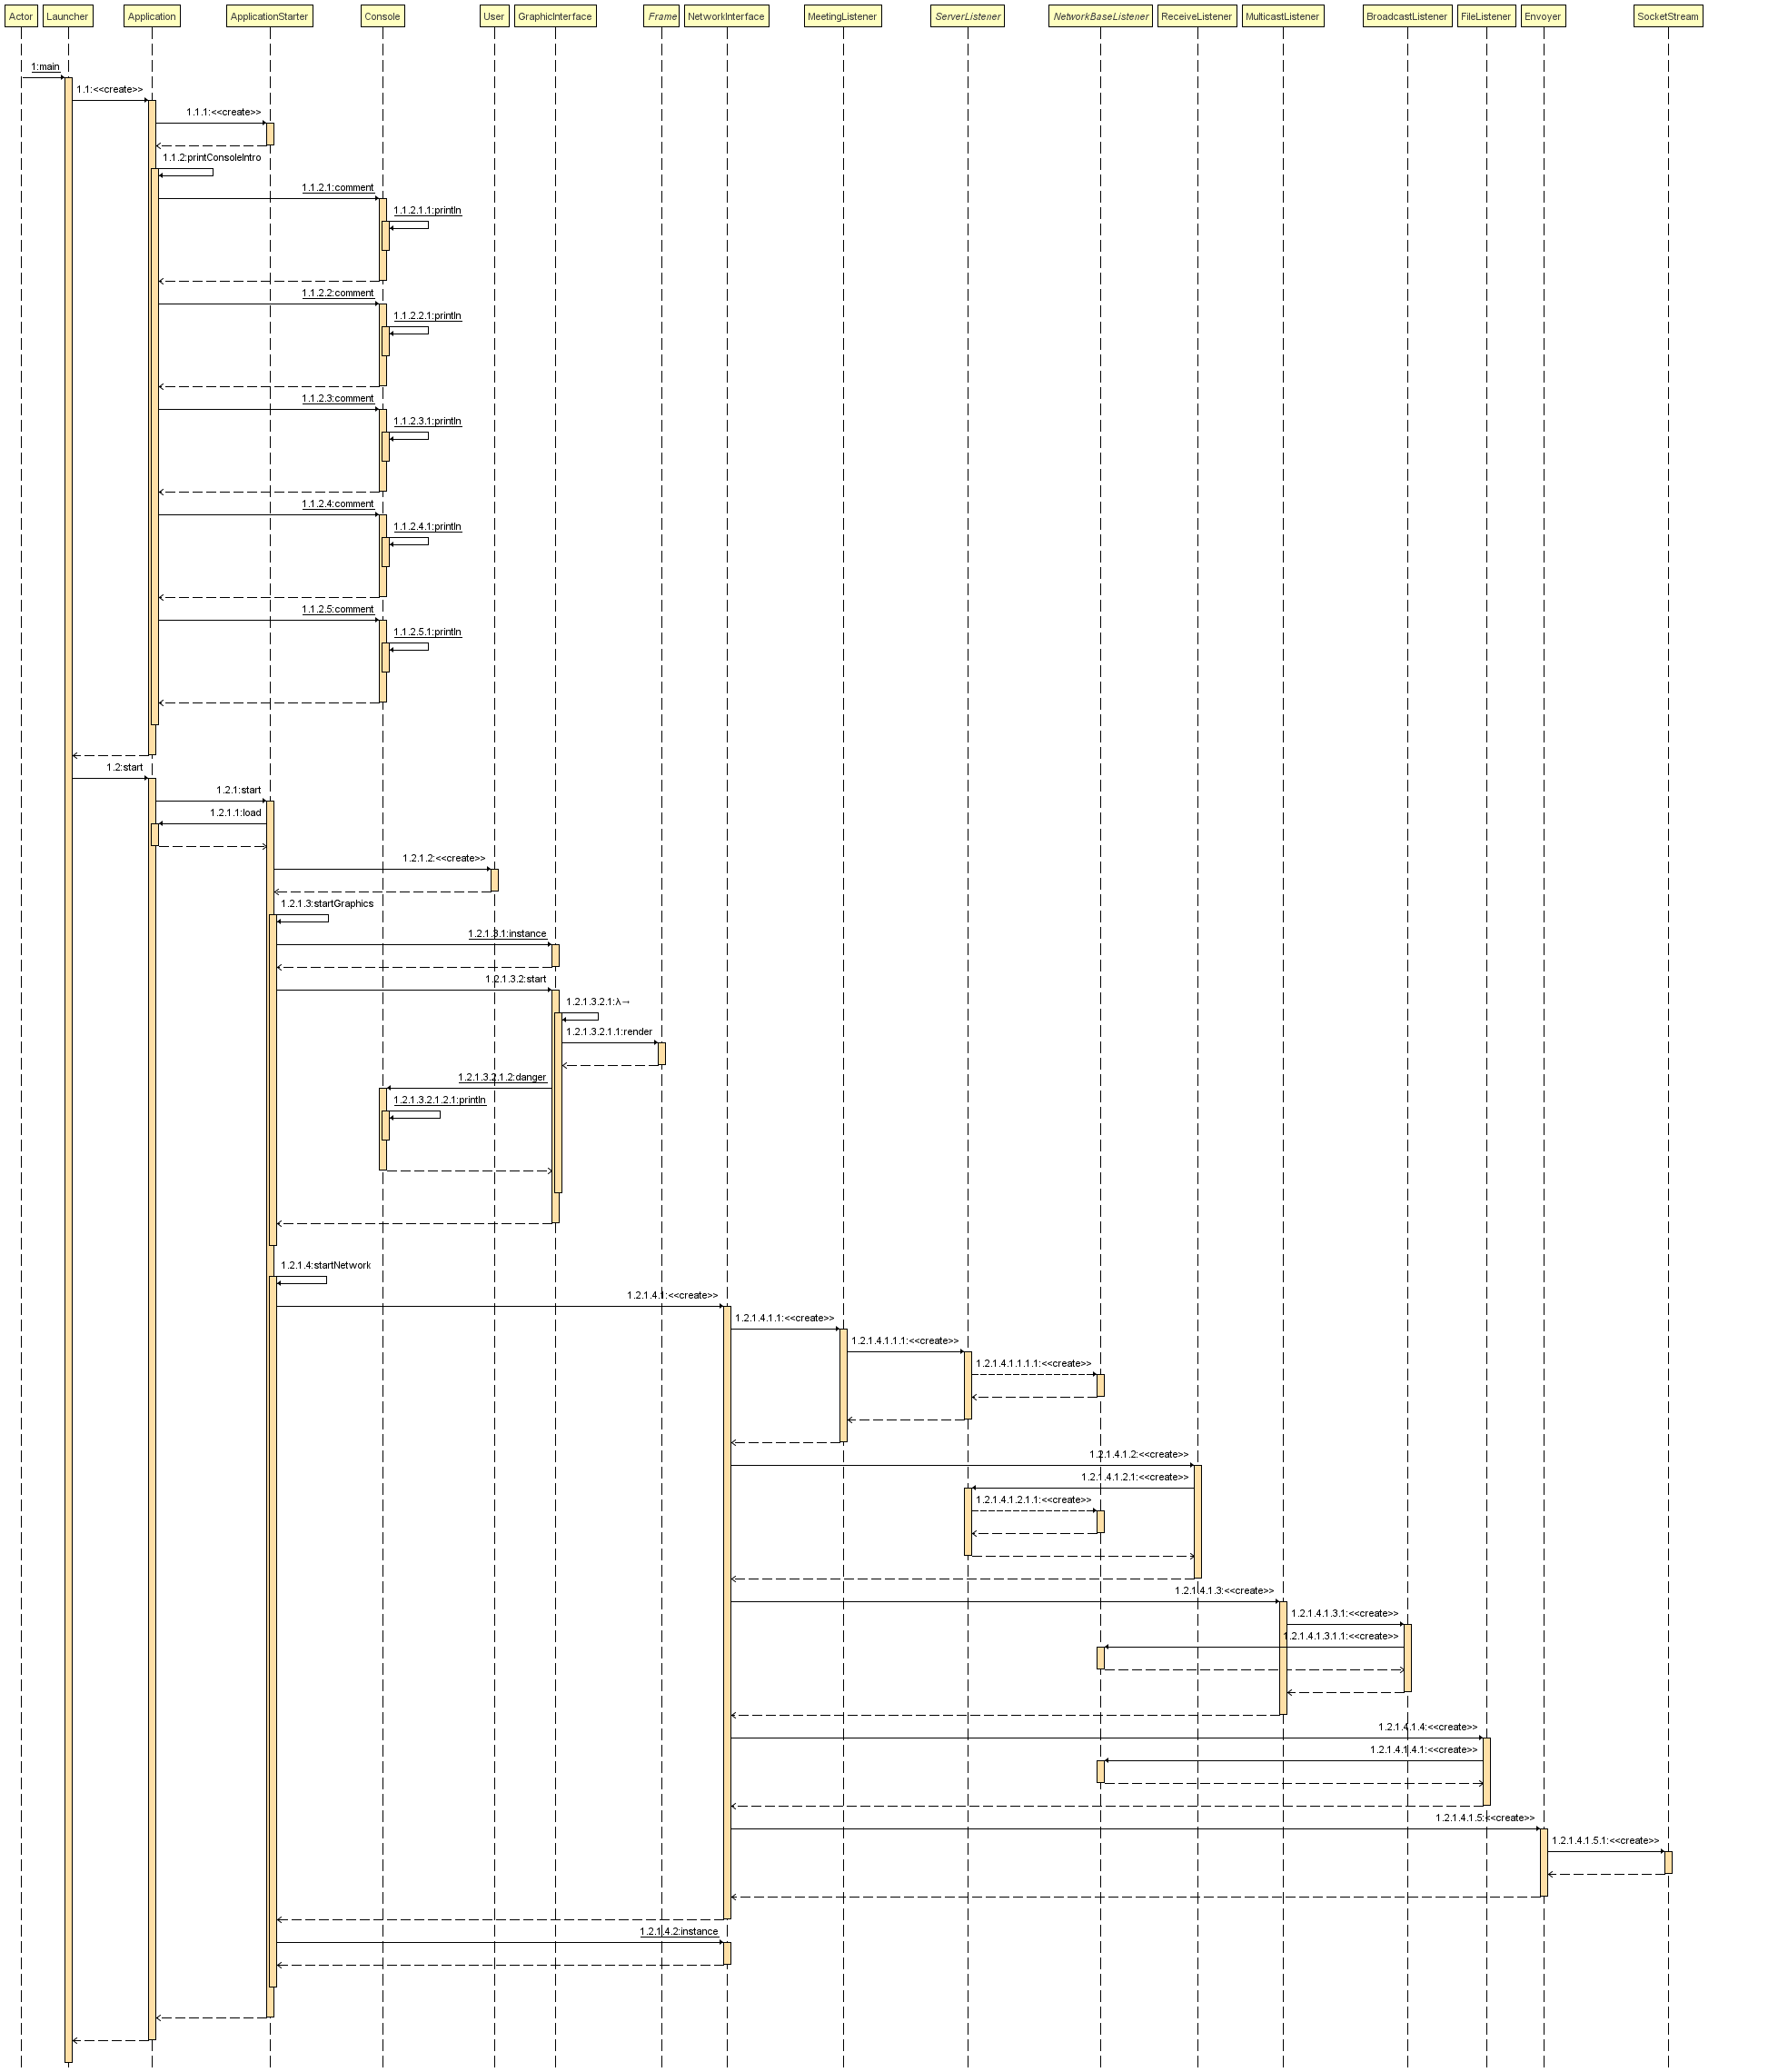 Actor Launcher Application ApplicationStarter Console User GraphicInterface Frame NetworkInterface MeetingListener ServerListener NetworkBaseListener ReceiveListener MulticastListener BroadcastListener FileListener Envoyer SocketStream
1:main
1.1:<<create>>
1.1.1:<<create>>
1.1.2:printConsoleIntro
1.1.2.1:comment
1.1.2.1.1:println
1.1.2.2:comment
1.1.2.2.1:println
1.1.2.3:comment
1.1.2.3.1:println
1.1.2.4:comment
1.1.2.4.1:println
1.1.2.5:comment
1.1.2.5.1:println
1.2:start
1.2.1:start
1.2.1.1:load
1.2.1.2:<<create>>
1.2.1.3:startGraphics
1.2.1.3.1:instance
1.2.1.3.2:start
1.2.1.3.2.1:λ→
1.2.1.3.2.1.1:render
1.2.1.3.2.1.2:danger
1.2.1.3.2.1.2.1:println
1.2.1.4:startNetwork
1.2.1.4.1:<<create>>
1.2.1.4.1.1:<<create>>
1.2.1.4.1.1.1:<<create>>
1.2.1.4.1.1.1.1:<<create>>
1.2.1.4.1.2:<<create>>
1.2.1.4.1.2.1:<<create>>
1.2.1.4.1.2.1.1:<<create>>
1.2.1.4.1.3:<<create>>
1.2.1.4.1.3.1:<<create>>
1.2.1.4.1.3.1.1:<<create>>
1.2.1.4.1.4:<<create>>
1.2.1.4.1.4.1:<<create>>
1.2.1.4.1.5:<<create>>
1.2.1.4.1.5.1:<<create>>
1.2.1.4.2:instance